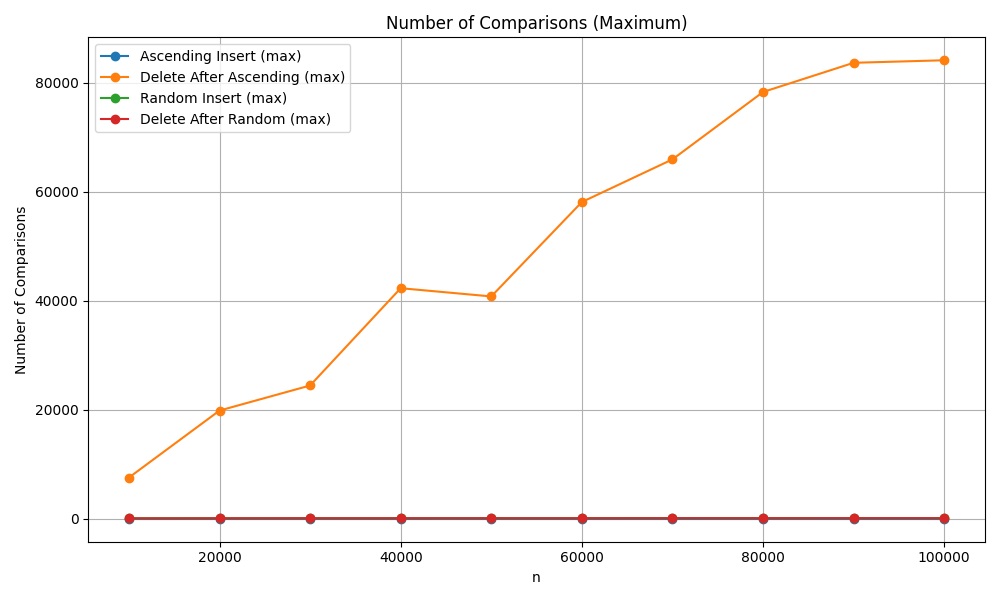 Number of Comparisons (Maximum)
Ascending Insert (max)
Delete After Ascending (max)
Random Insert (max)
Delete After Random (max)
Number of Comparisons
80000
60000
40000
20000
0
20000 40000 60000 80000 100000
n